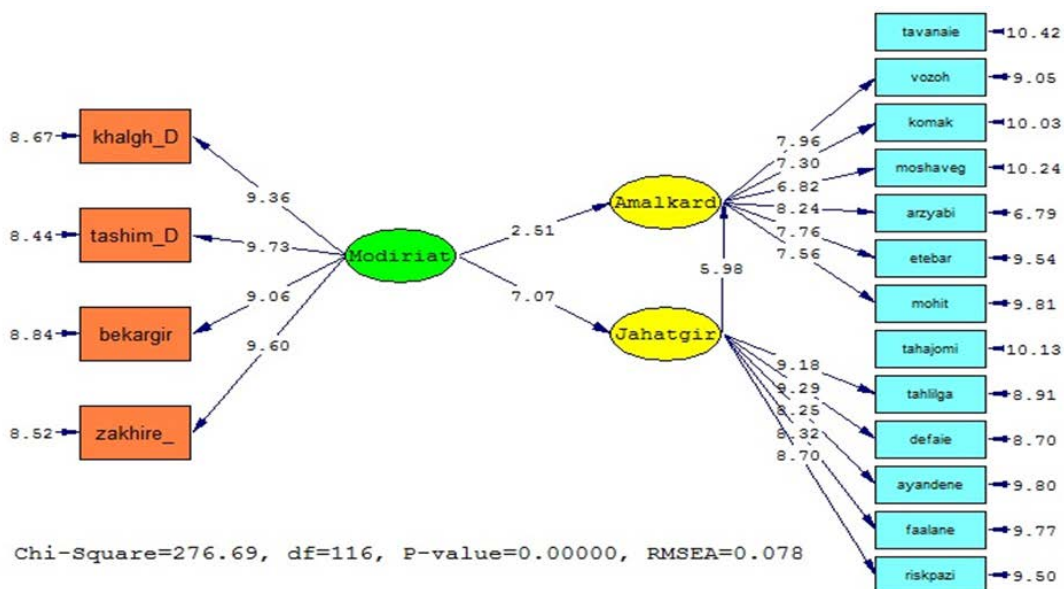 tavanaie
10.42
vozoh
9.05
komak
10.03
moshaveg
10.24
arzyabi
6.79
etebar
9.54
mohit
9.81
tahajomi
10.13
tahlilga
8.91
defaie
8.70
ayandene
9.80
faalane
9.77
riskpazi
9.50
8.67
khalgh_D
8.44
tashim_D
8.84
bekargir
8.52
zakhire_
9.36
9.73
9.06
9.60
Modiriat
2.51
7.07
Amalkard
5.98
Jahatgir
7.96
7.30
6.82
8.24
7.76
7.56
9.18
9.29
8.25
8.32
8.70
Chi-Square=276.69, df=116, P-value=0.00000, RMSEA=0.078